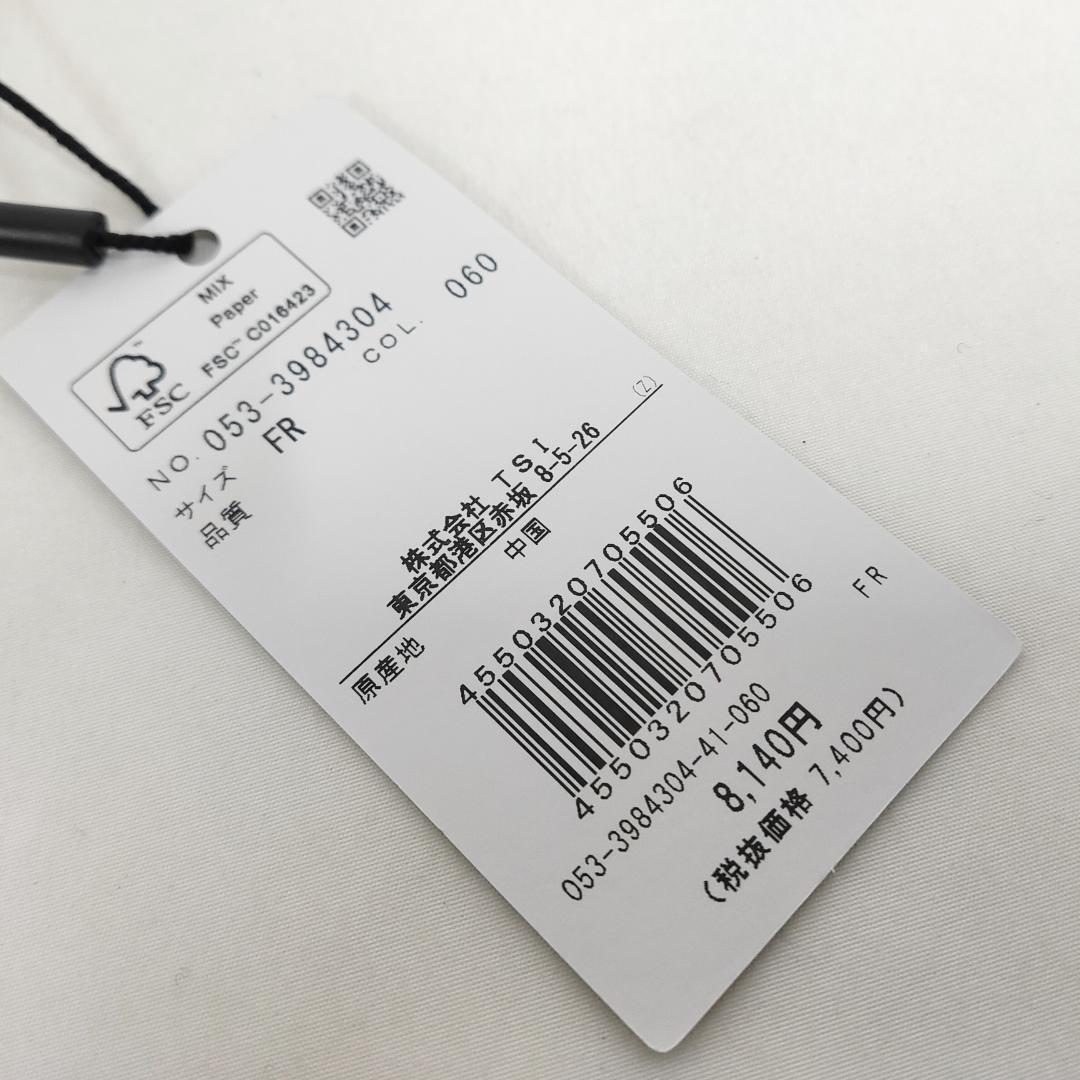 MIX
Paper
FSC™ C016423
FSC
NO. 053-3984304
COL. 060
サイズ FR
品質
(Z)
株式会社 TSI
東京都港区赤坂 8-5-26
原産地 中国
4550320705506
4550320705506
053-3984304-41-060 FR
8,140円
(税抜価格 7,400円)